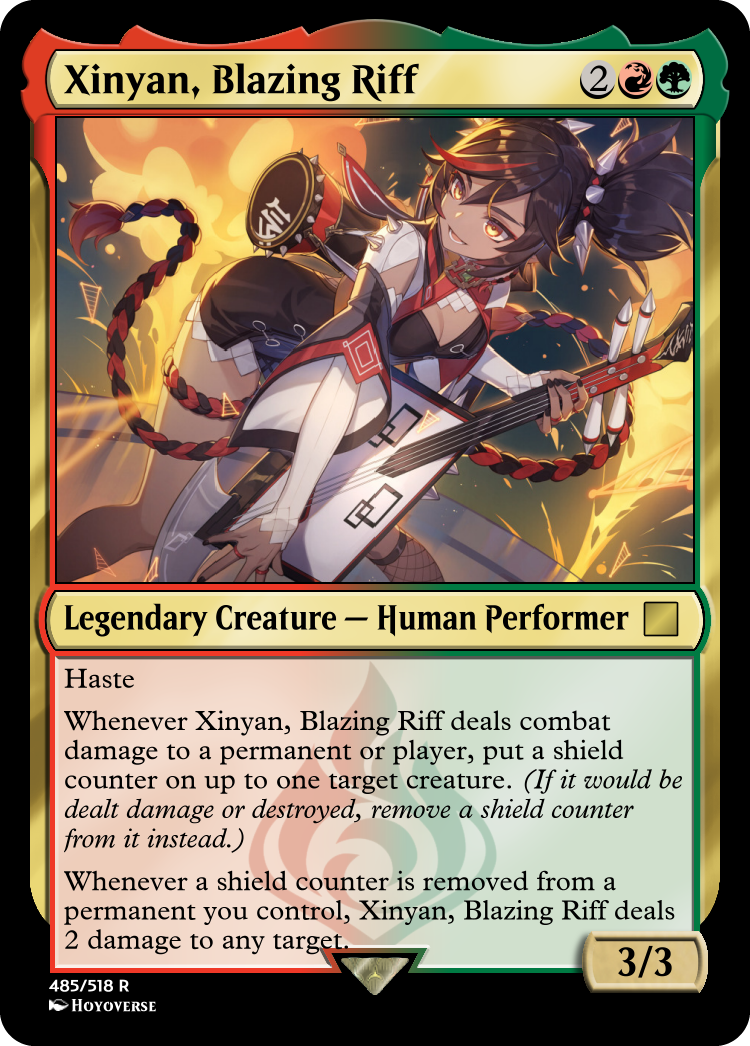 Xinyan, Blazing Riff 2
Legendary Creature — Human Performer
Haste
Whenever Xinyan, Blazing Riff deals combat
damage to a permanent or player, put a shield
counter on up to one target creature. (If it would be
dealt damage or destroyed, remove a shield counter
from it instead.)
Whenever a shield counter is removed from a
permanent you control, Xinyan, Blazing Riff deals
2 damage to any target.
3/3
485/518 R
HOYOVERSE